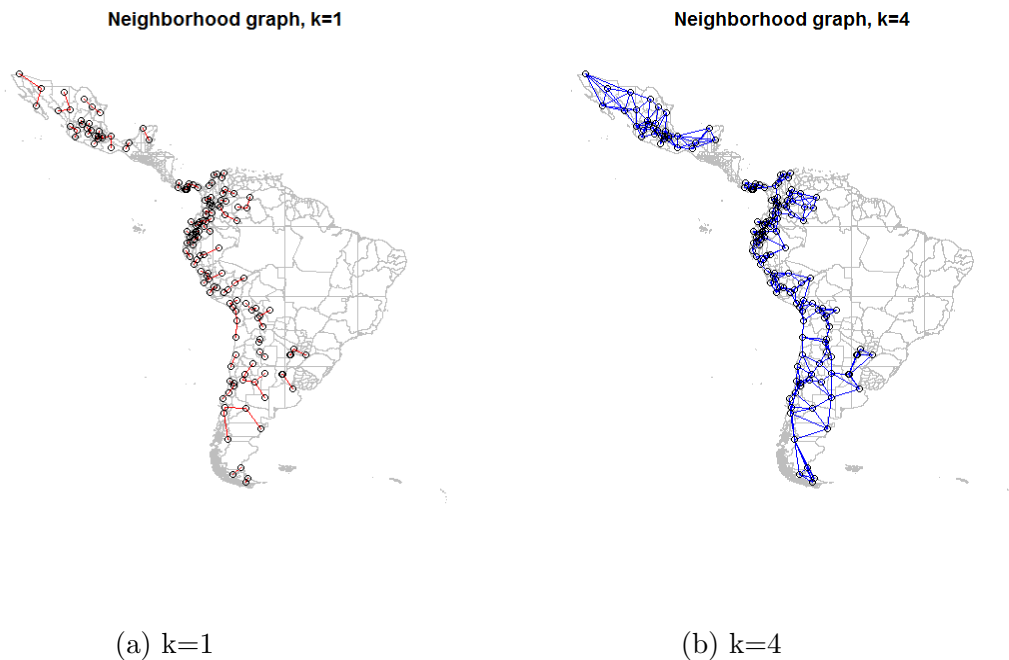 Neighborhood graph, k=1
Neighborhood graph, k=4
(a) k=1
(b) k=4